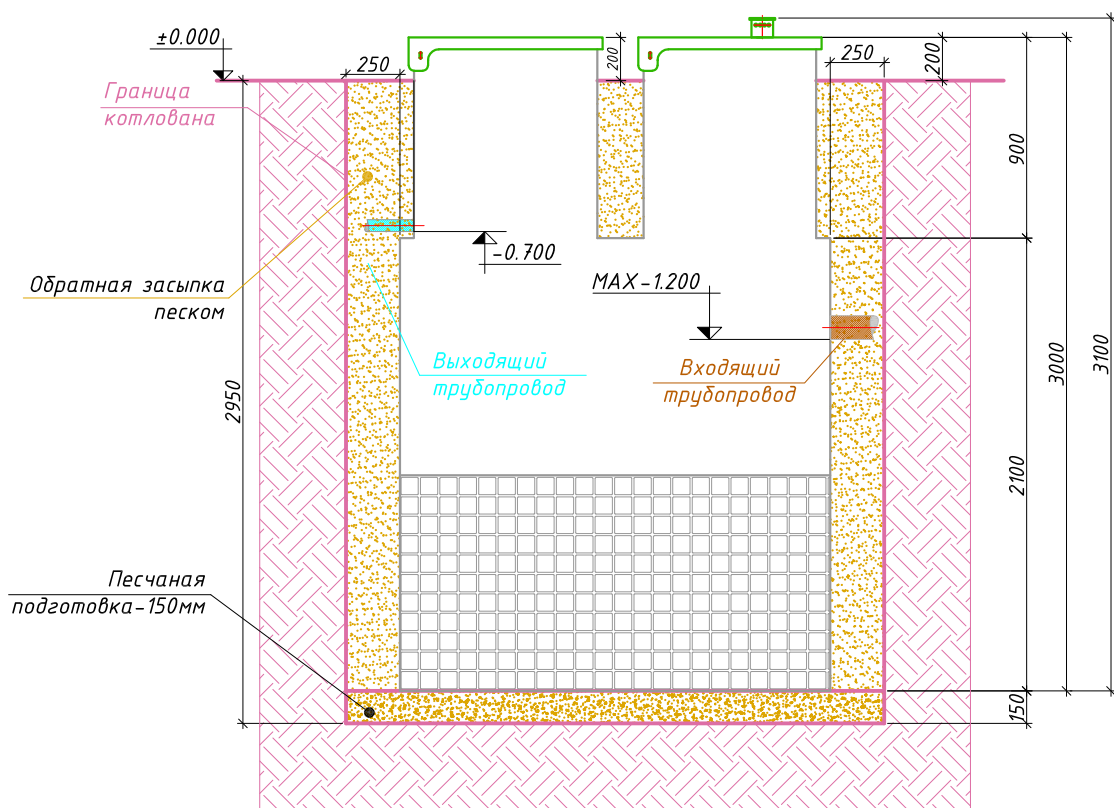 ±0.000
250
200
250
200
Граница
котлована
900
-0.700
MAX-1.200
Обратная засыпка
песком
Выходящий
трубопровод
Входящий
трубопровод
3000
3100
2950
2100
Песчаная
подготовка-150мм
150